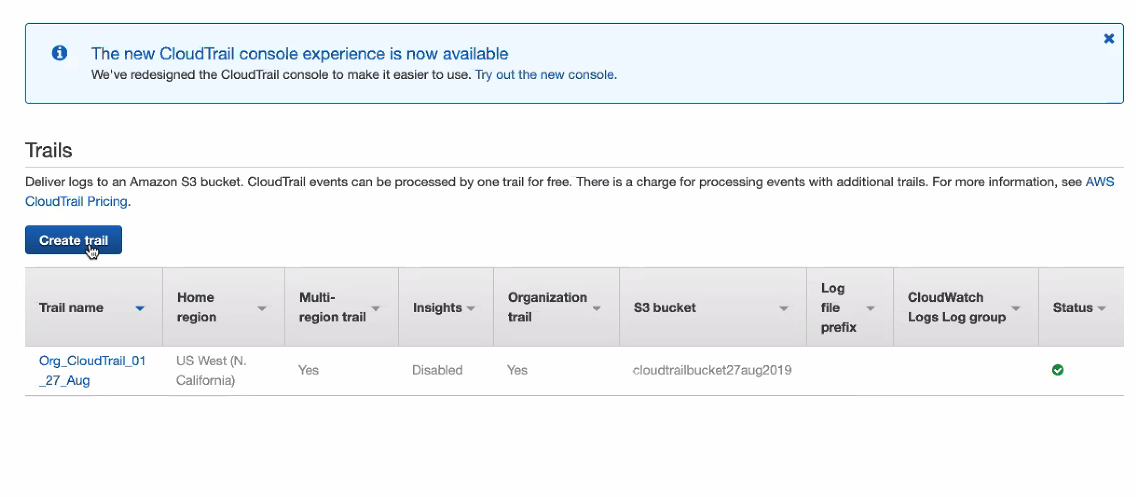 The new CloudTrail console experience is now available
We've redesigned the CloudTrail console to make it easier to use. Try out the new console.
Trails
Deliver logs to an Amazon S3 bucket. CloudTrail events can be processed by one trail for free. There is a charge for processing events with additional trails. For more information, see AWS
CloudTrail Pricing.
Create trail
Trail name
Home
region
Multi-
region trail
Insights
Organization
trail
S3 bucket
Log
file
prefix
CloudWatch
Logs Log group
Status
Org_CloudTrail_01
_27_Aug
US West (N.
California)
Yes
Disabled
Yes
cloudtrailbucket27aug2019